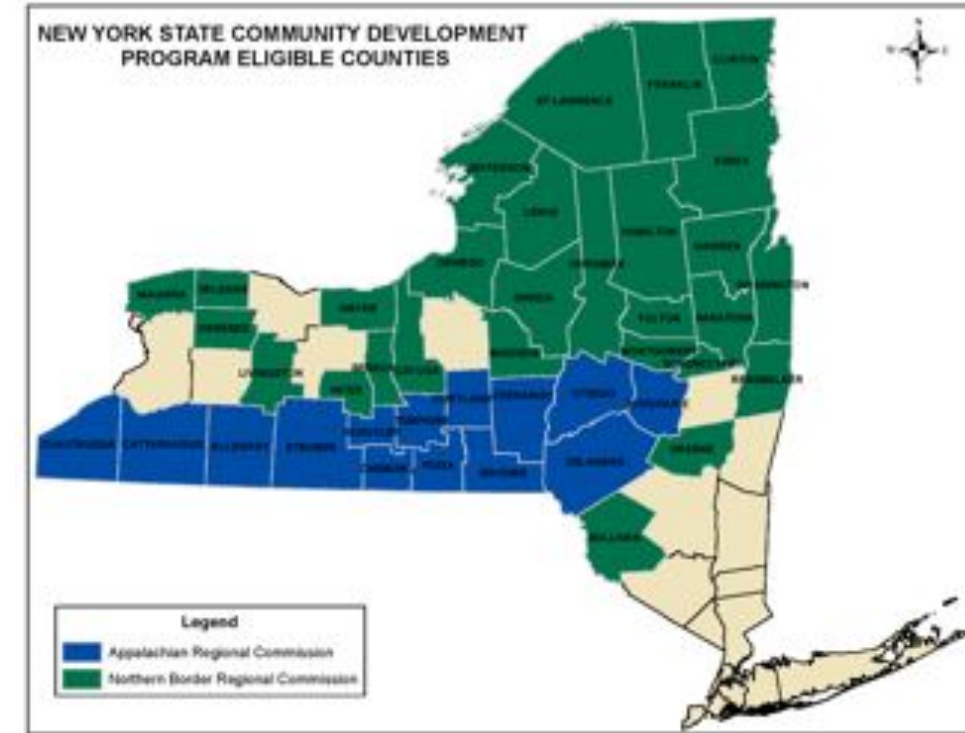 NEW YORK STATE COMMUNITY DEVELOPMENT
PROGRAM ELIGIBLE COUNTIES
CLINTON
FRANKLIN
ST LAWRENCE
ESSEX
JEFFERSON
LEWIS
HAMILTON
WARREN
OSWEGO
HERKIMER
WASHINGTON
NIAGARA
ORLEANS
ONEIDA
WAYNE
FULTON
SARATOGA
GENESEE
MONTGOMERY
MADISON
LIVINGSTON
SENECA
CAYUGA
RENSSELAER
YATES
CORTLAND
CHENANGO
OTSEGO
SCHOHARIE
TOMPKINS
CHAUTAUQUA
CATTARAUGUS
ALLEGANY
STEUBEN
SCHUYLER
GREENE
CHEMUNG
TIOGA
BROOME
DELAWARE
SULLIVAN
Legend
Appalachian Regional Commission
Northern Border Regional Commission